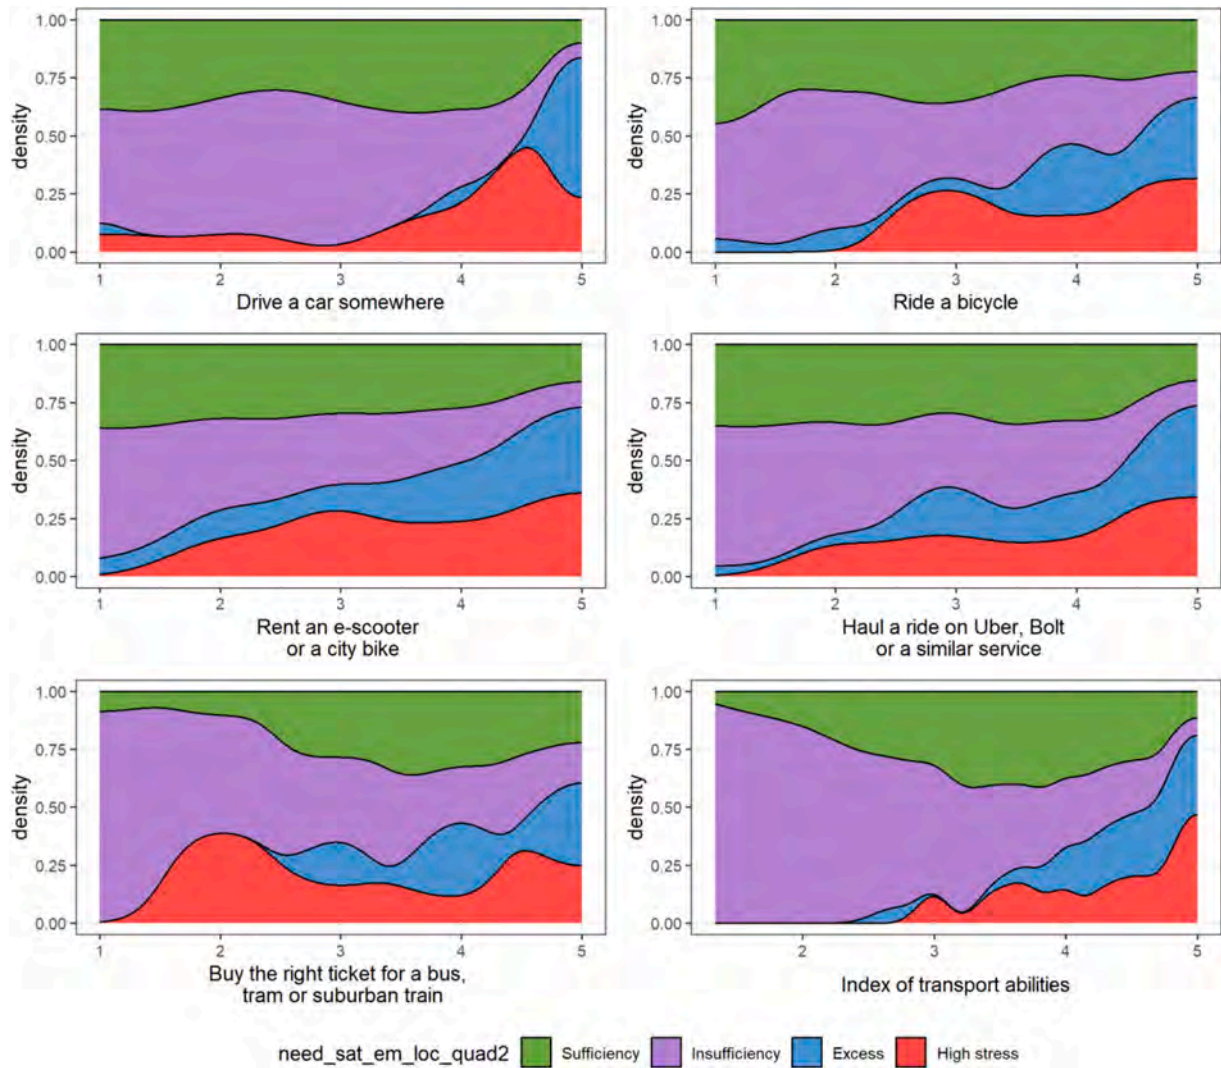 1.00
0.75
0.50
0.25
0.00
density
1 2 3 4 5
Drive a car somewhere
1.00
0.75
0.50
0.25
0.00
density
1 2 3 4 5
Ride a bicycle
1.00
0.75
0.50
0.25
0.00
density
1 2 3 4 5
Rent an e-scooter
or a city bike
1.00
0.75
0.50
0.25
0.00
density
1 2 3 4 5
Haul a ride on Uber, Bolt
or a similar service
1.00
0.75
0.50
0.25
0.00
density
1 2 3 4 5
Buy the right ticket for a bus,
tram or suburban train
1.00
0.75
0.50
0.25
0.00
density
2 3 4 5
Index of transport abilities
need_sat_em_loc_quad2 Sufficiency Insufficiency Excess High stress